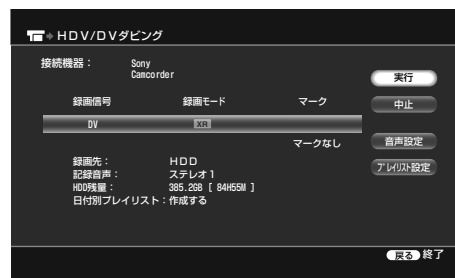 HDV/DVダビング
接続機器： Sony Camcorder
実行
録画信号 録画モード マーク
中止
DV XR
マークなし
音声設定
録画先： HDD
プレイリスト設定
記録音声： ステレオ1
HDD残量： 385.2GB [ 84H55M ]
日付別プレイリスト：作成する
戻る 終了